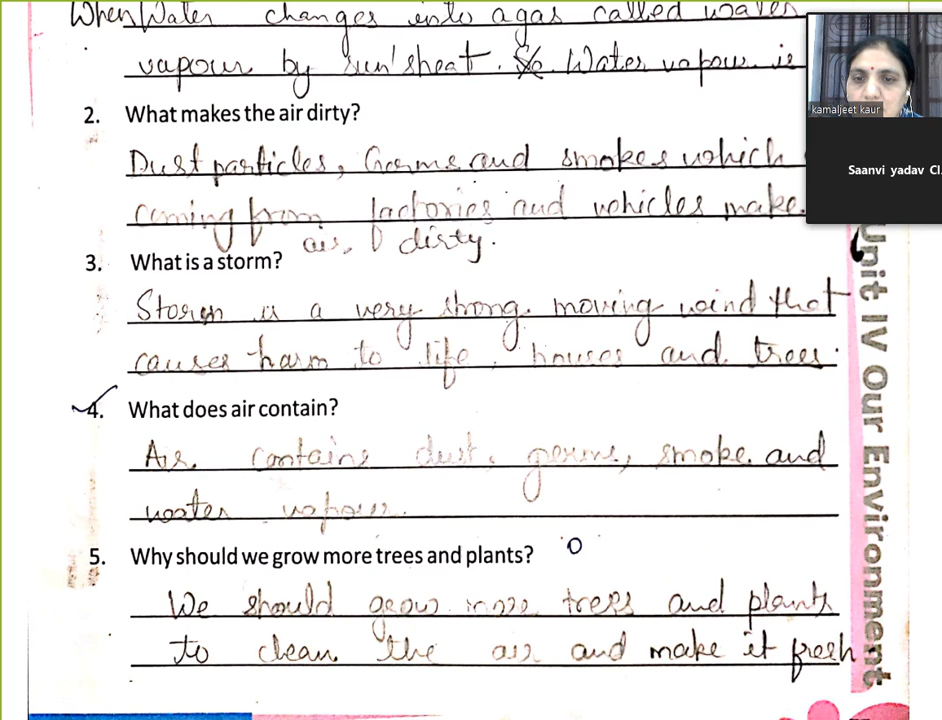 When Water changes into a gas called water
vapour by sun's heat. Water vapour is
2. What makes the air dirty?
Dust particles, Germs and smokes which
coming from factories and vehicles make
air dirty.
3. What is a storm?
Storm is a very strong moving wind that
causes harm to life, houses and trees.
4. What does air contain?
Air contains dust, germs, smoke and
water vapour.
5. Why should we grow more trees and plants?
We should grow more trees and plants
to clean the air and make it fresh
Unit IV Our Environment
kamaljeet kaur
Saanvi yadav Cl.